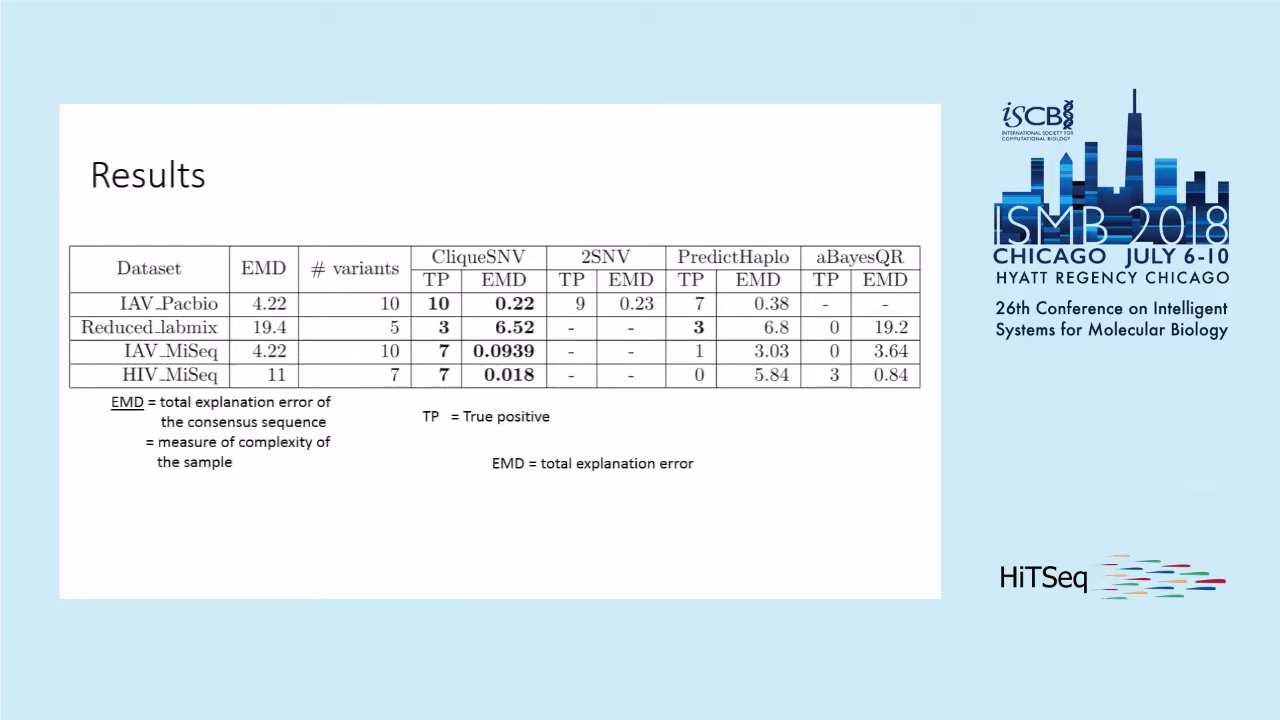 Results
Dataset EMD # variants CliqueSNV 2SNV PredictHaplo aBayesQR
TP EMD TP EMD TP EMD TP EMD
IAV_Pacbio 4.22 10 10 0.22 9 0.23 7 0.38 - -
Reduced_labmix 19.4 5 3 6.52 - - 3 6.8 0 19.2
IAV_MiSeq 4.22 10 7 0.0939 - - 1 3.03 0 3.64
HIV_MiSeq 11 7 7 0.018 - - 0 5.84 3 0.84
EMD = total explanation error of
the consensus sequence
= measure of complexity of
the sample
TP = True positive
EMD = total explanation error
iSCB
INTERNATIONAL SOCIETY FOR
COMPUTATIONAL BIOLOGY
ISMB 2018
CHICAGO JULY 6-10
HYATT REGENCY CHICAGO
26th Conference on Intelligent
Systems for Molecular Biology
HiTSeq